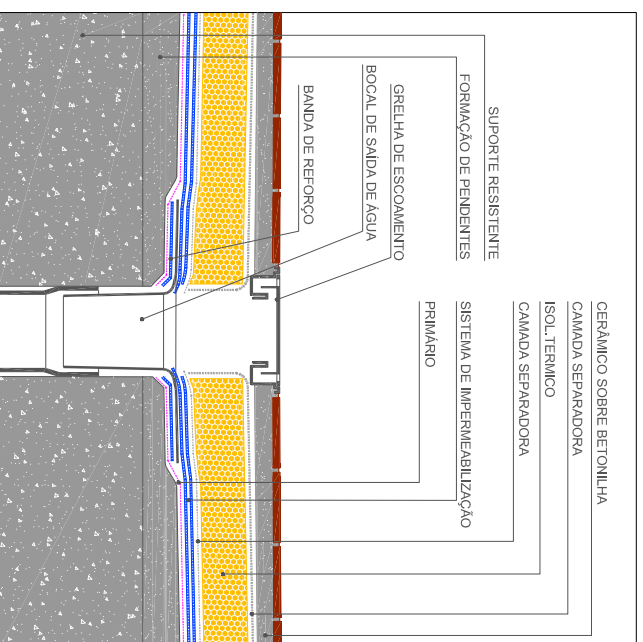 SUPORTE RESISTENTE
FORMAÇÃO DE PENDENTES
GRELHA DE ESCOAMENTO
BOCAL DE SAÍDA DE ÁGUA
BANDA DE REFORÇO
CERÂMICO SOBRE BETONILHA
CAMADA SEPARADORA
ISOL.TERMICO
CAMADA SEPARADORA
SISTEMA DE IMPERMEABILIZAÇÃO
PRIMÁRIO